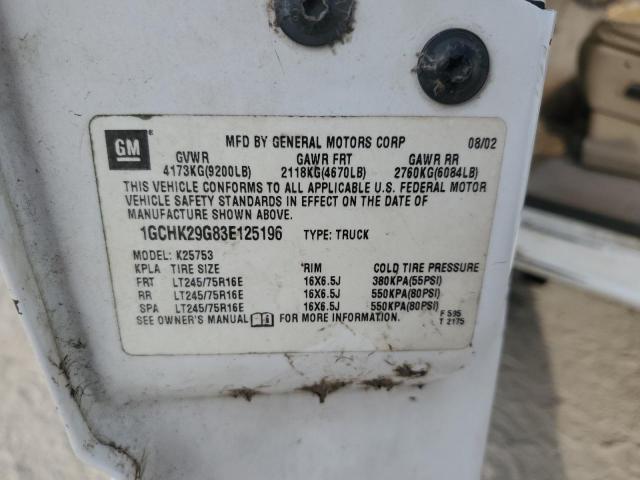 GM ® MFD BY GENERAL MOTORS CORP 08/02
GVWR GAWR FRT GAWR RR
4173KG(9200LB) 2118KG(4670LB) 2760KG(6084LB)
THIS VEHICLE CONFORMS TO ALL APPLICABLE U.S. FEDERAL MOTOR
VEHICLE SAFETY STANDARDS IN EFFECT ON THE DATE OF
MANUFACTURE SHOWN ABOVE.
1GCHK29G83E125196 TYPE: TRUCK
MODEL: K25753
KPLA TIRE SIZE RIM COLD TIRE PRESSURE
FRT LT245/75R16E 16X6.5J 380KPA(55PSI)
RR LT245/75R16E 16X6.5J 550KPA(80PSI)
SPA LT245/75R16E 16X6.5J 550KPA(80PSI)
SEE OWNER'S MANUAL FOR MORE INFORMATION.
F 595
T 2175